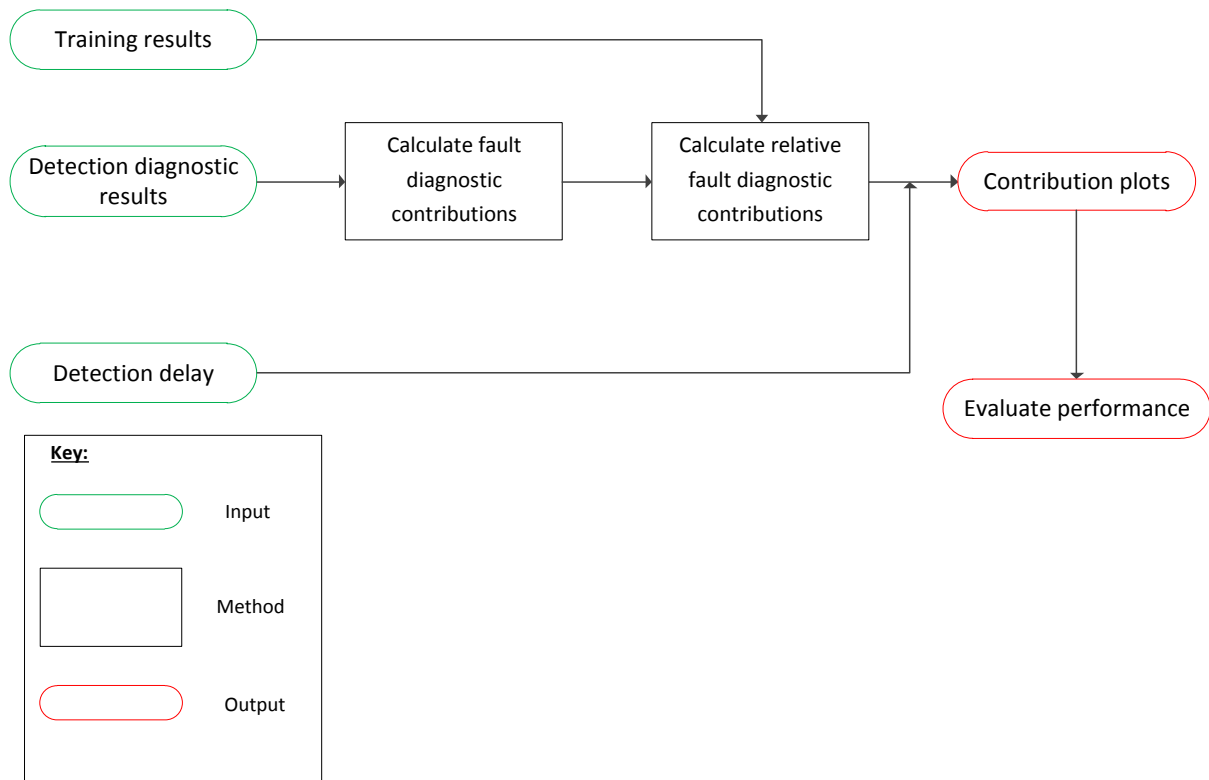 Training results
Detection diagnostic
results
Calculate fault
diagnostic
contributions
Calculate relative
fault diagnostic
contributions
Contribution plots
Detection delay
Evaluate performance
Key:
Input
Method
Output